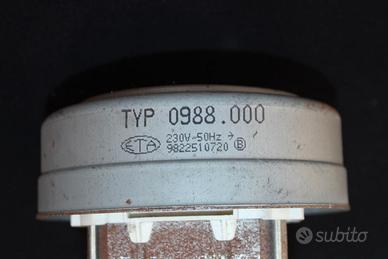 TYP 0988.000
ETA 230V~50Hz
9822510720 B
subito